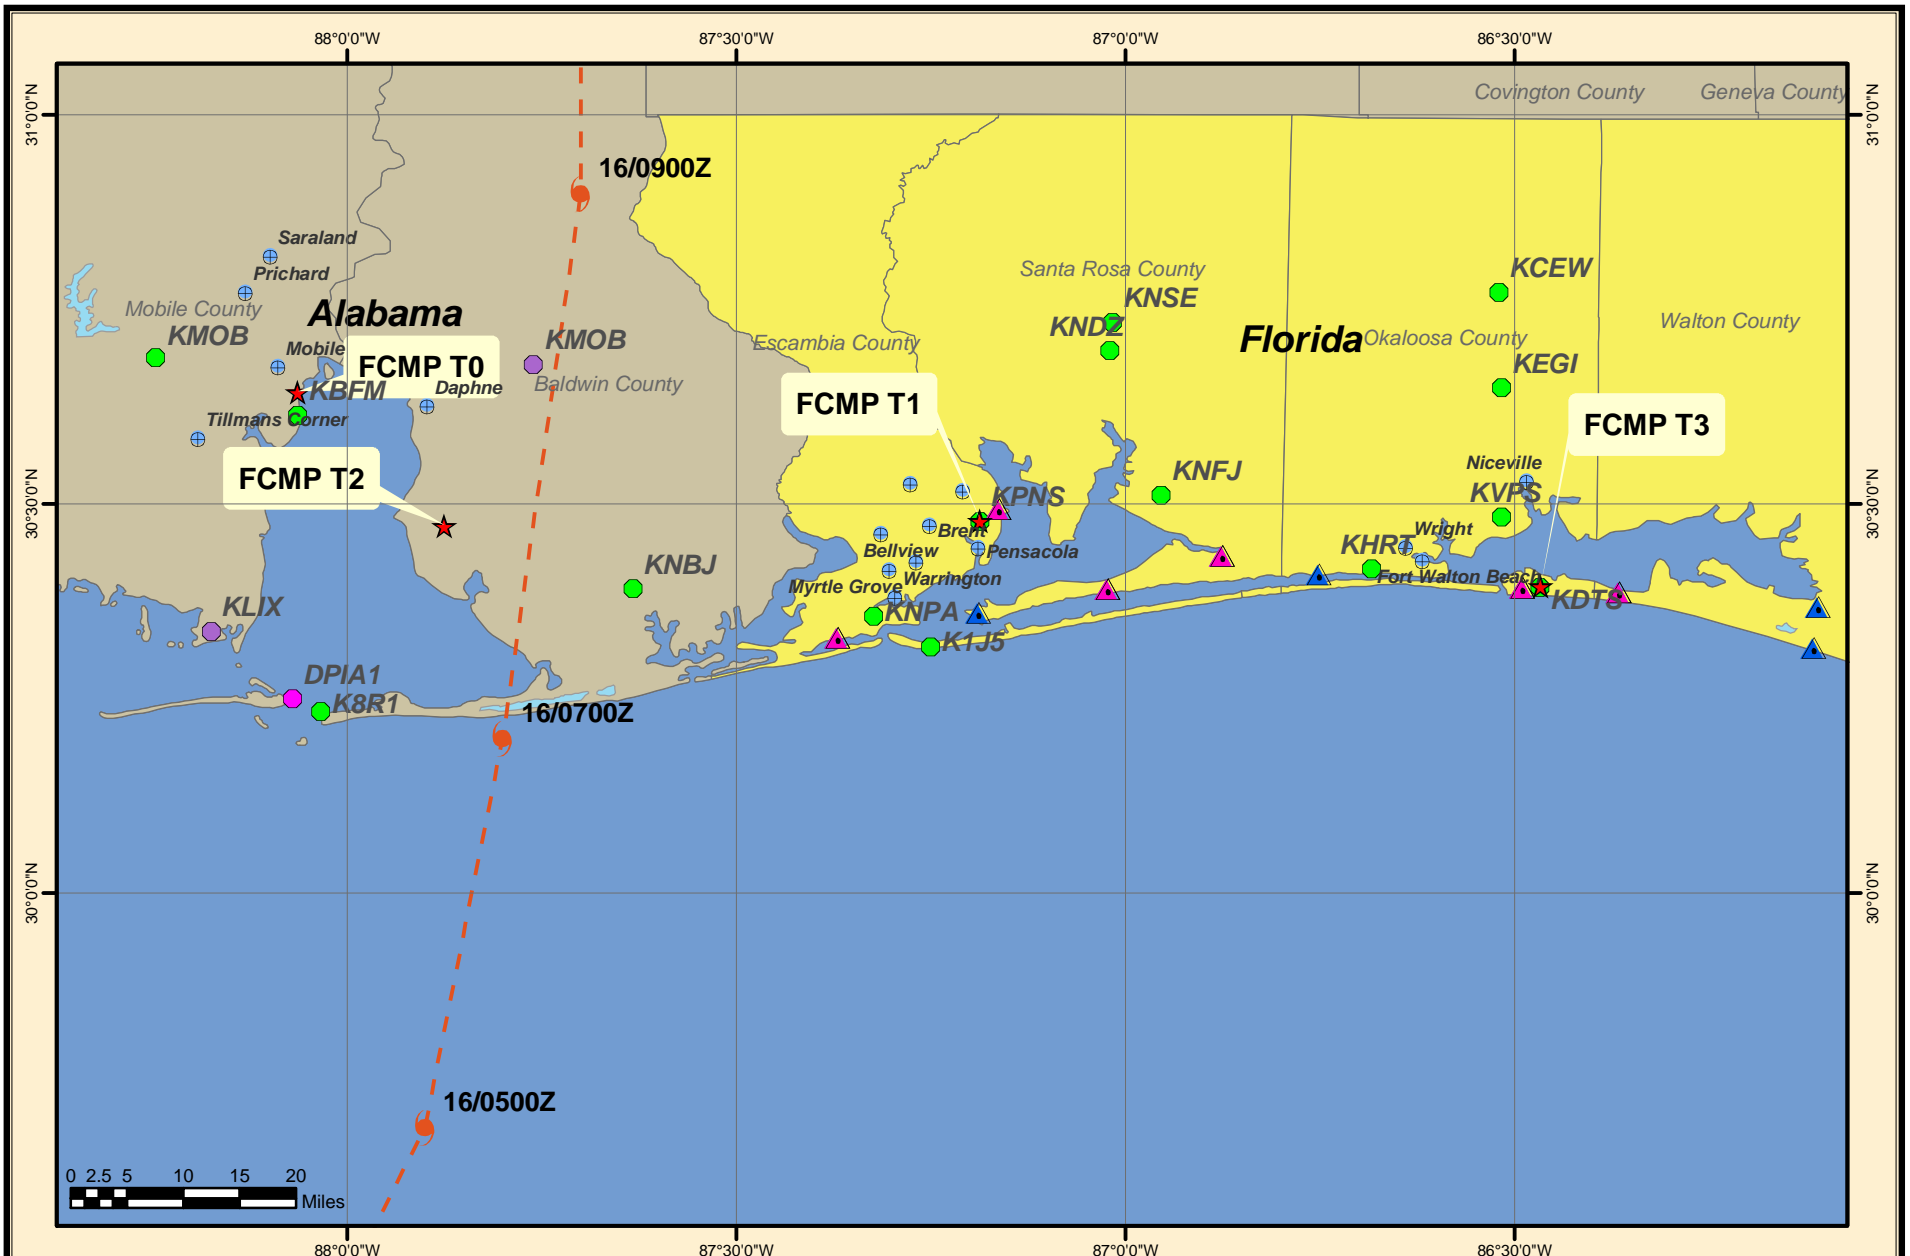 88°0'0"W
87°30'0"W
87°0'0"W
86°30'0"W
31°0'0"N
31°0'0"N
Covington County
Geneva County
16/0900Z
Saraland
Prichard
Mobile County
Alabama
KMOB
Mobile
FCMP T0
KBFM
Daphne
Tillmans Corner
KMOB
Baldwin County
FCMP T2
Santa Rosa County
KNSE
KNDZ
Escambia County
Florida
Okaloosa County
KCEW
Walton County
KEGI
FCMP T1
FCMP T3
Niceville
KVPS
KNFJ
KPNS
30°30'0"N
30°30'0"N
Brent
Bellview
Pensacola
Wright
KHRT
Fort Walton Beach
KDTS
Warrington
Myrtle Grove
KNBJ
KNPA
K1J5
KLIX
DPIA1
K8R1
16/0700Z
30°0'0"N
30°0'0"N
16/0500Z
0 2.5 5 10 15 20
Miles
88°0'0"W
87°30'0"W
87°0'0"W
86°30'0"W